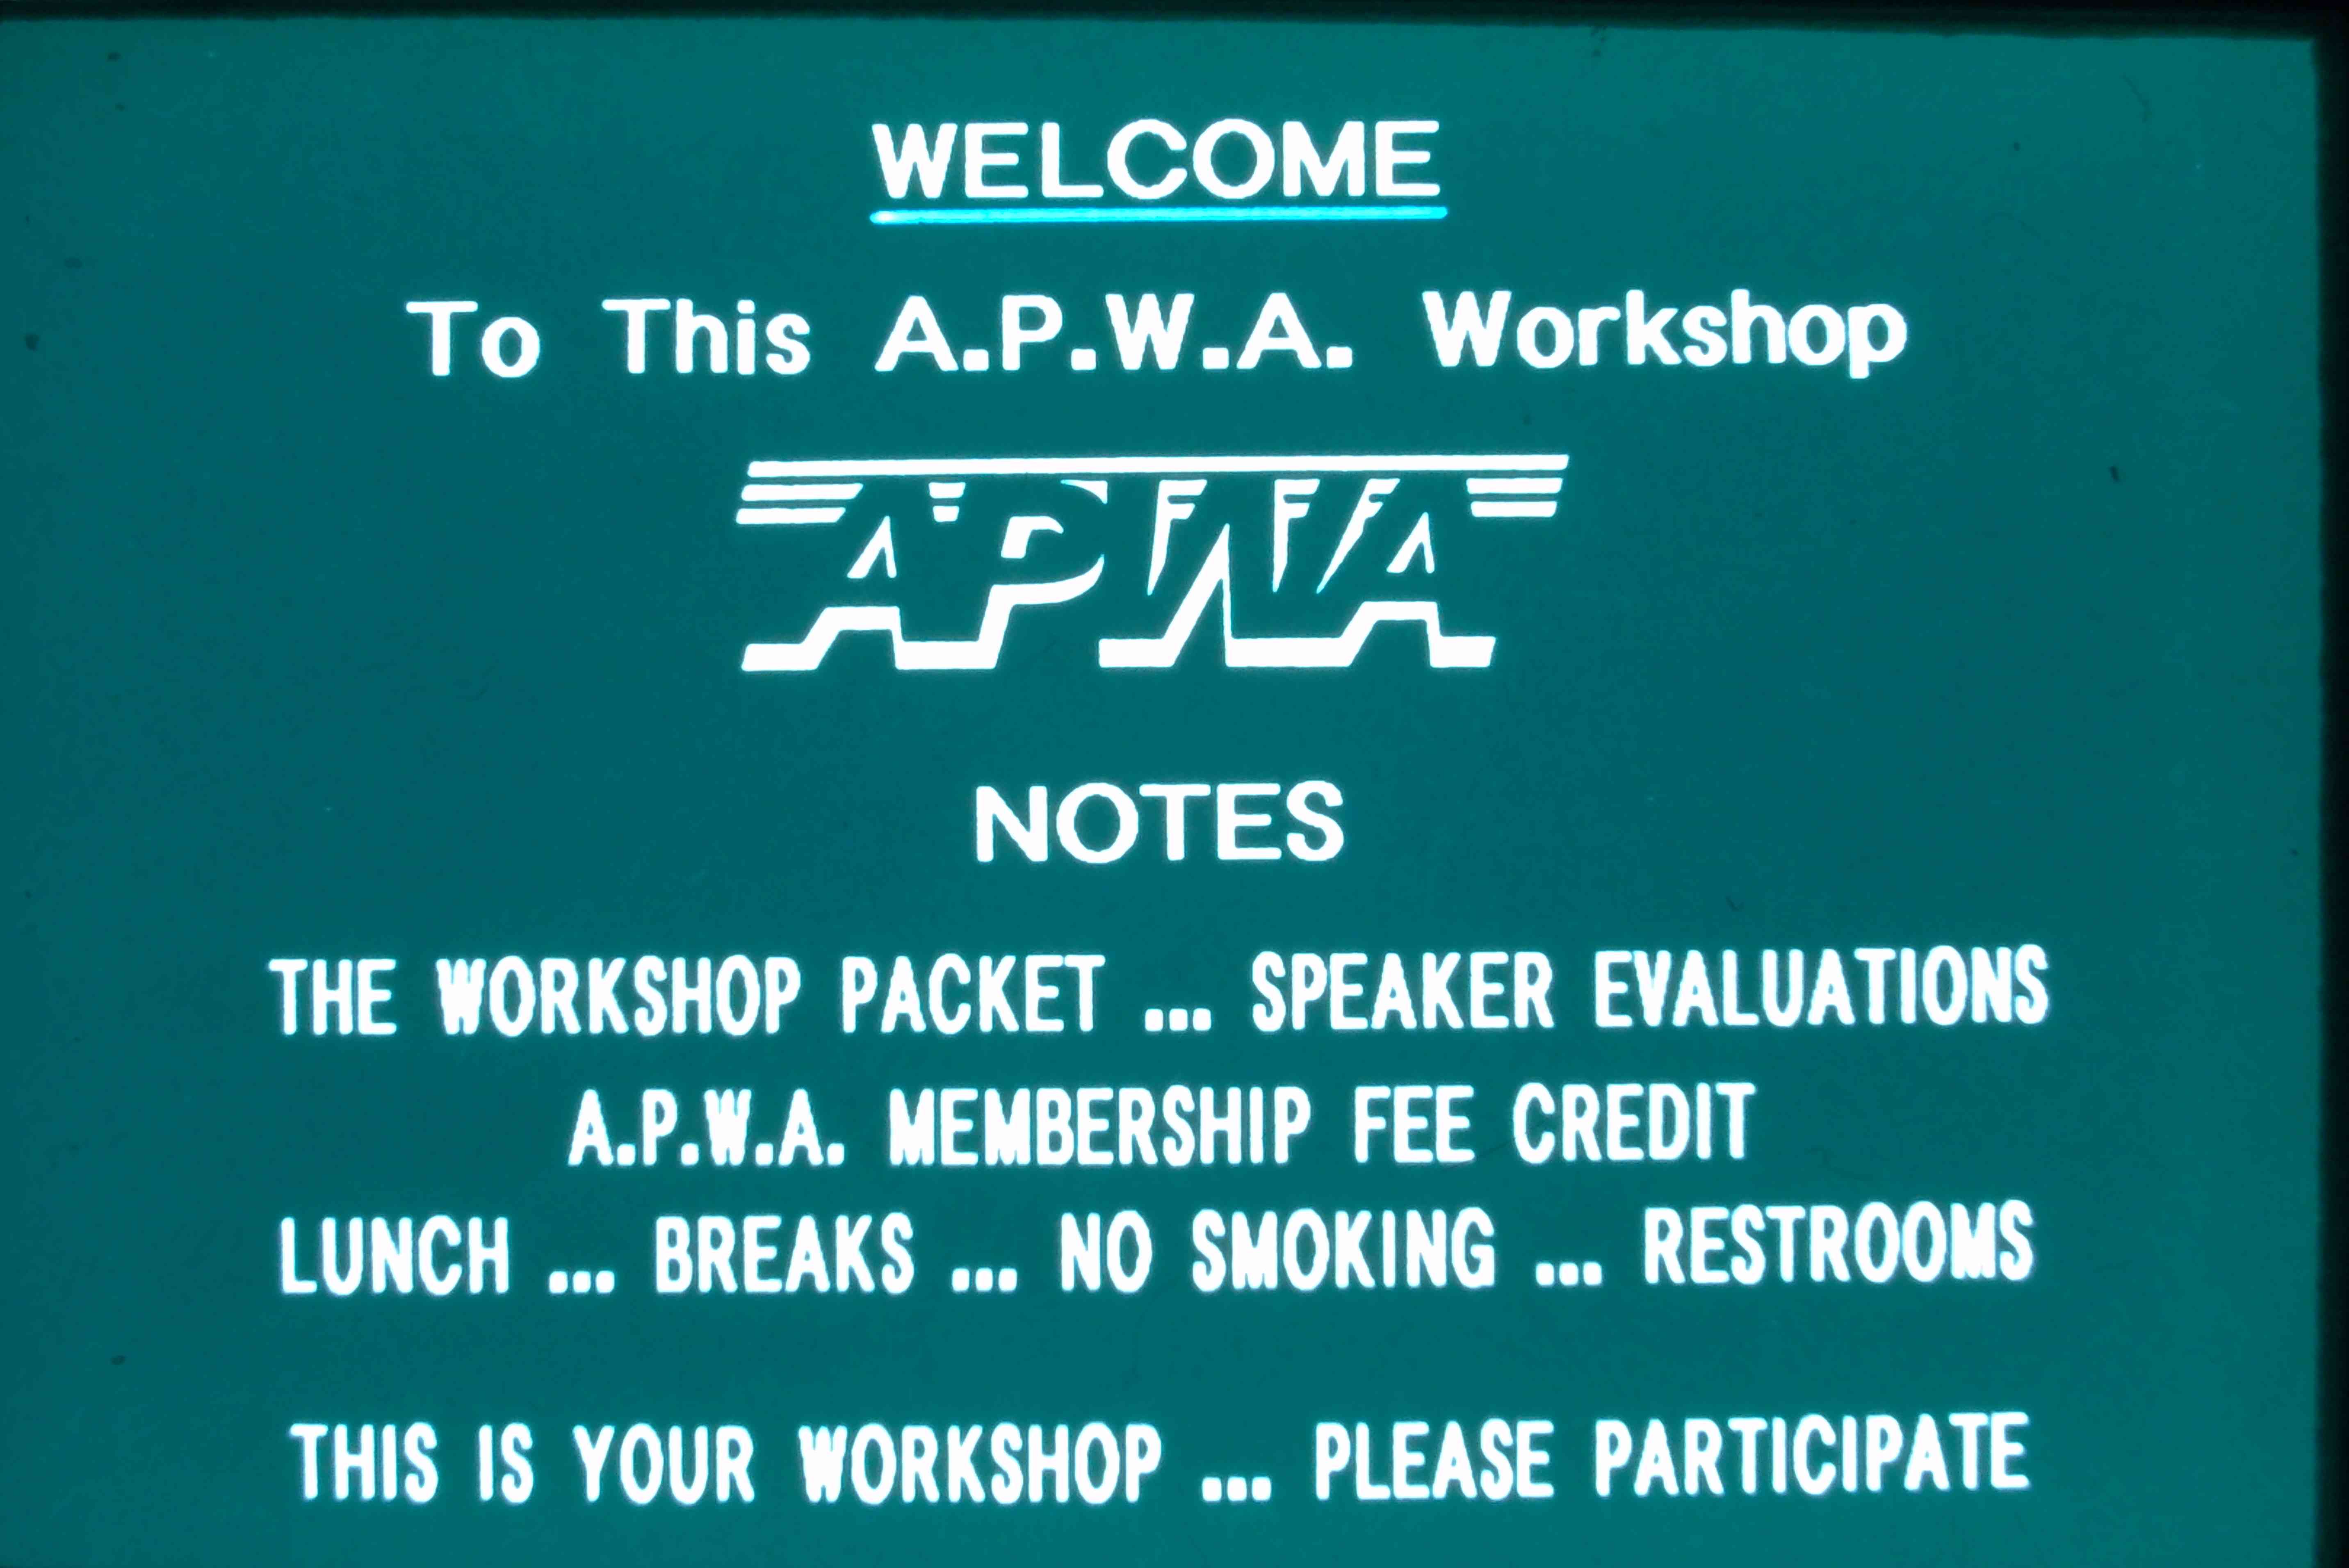 WELCOME
To This A.P.W.A. Workshop
APWA
NOTES
THE WORKSHOP PACKET ... SPEAKER EVALUATIONS
A.P.W.A. MEMBERSHIP FEE CREDIT
LUNCH ... BREAKS ... NO SMOKING ... RESTROOMS
THIS IS YOUR WORKSHOP ... PLEASE PARTICIPATE